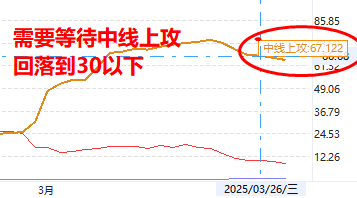 需要等待中线上攻
回落到30以下
85.85
中线上攻:67.122
61.32
49.06
36.79
24.53
12.26
3月
2025/03/26/三